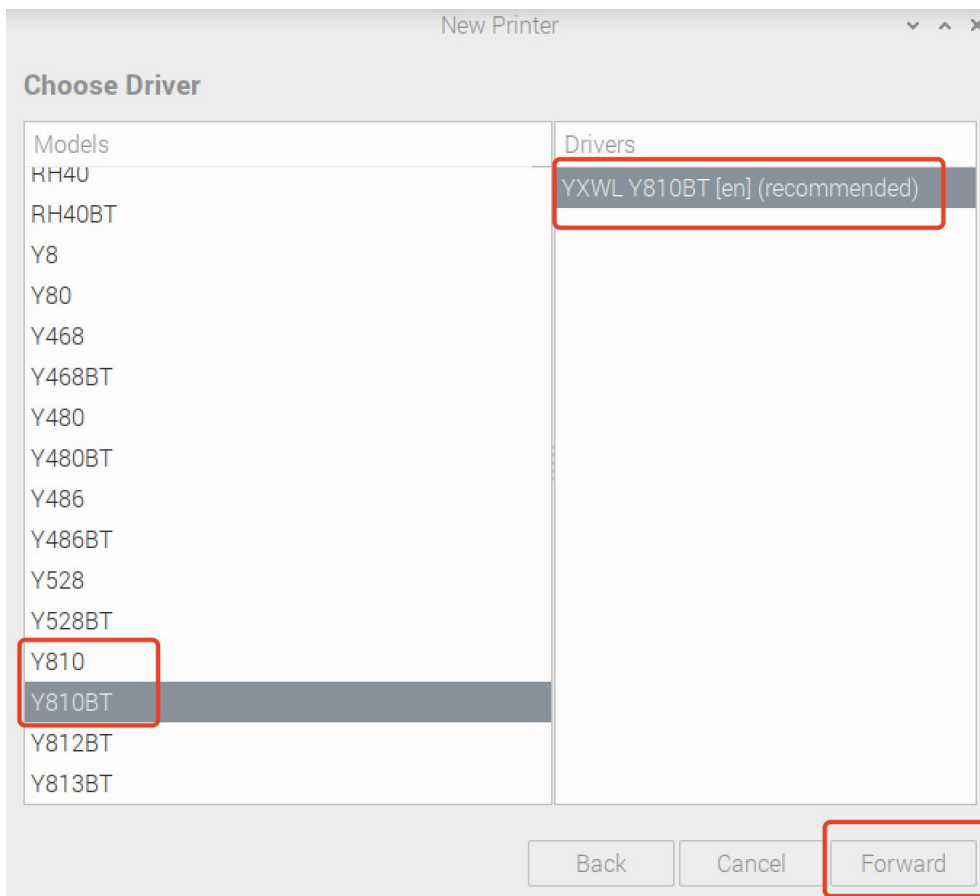 New Printer
Choose Driver
Models
RH40
RH40BT
Y8
Y80
Y468
Y468BT
Y480
Y480BT
Y486
Y486BT
Y528
Y528BT
Y810
Y810BT
Y812BT
Y813BT
Drivers
YXWL Y810BT [en] (recommended)
Back Cancel Forward